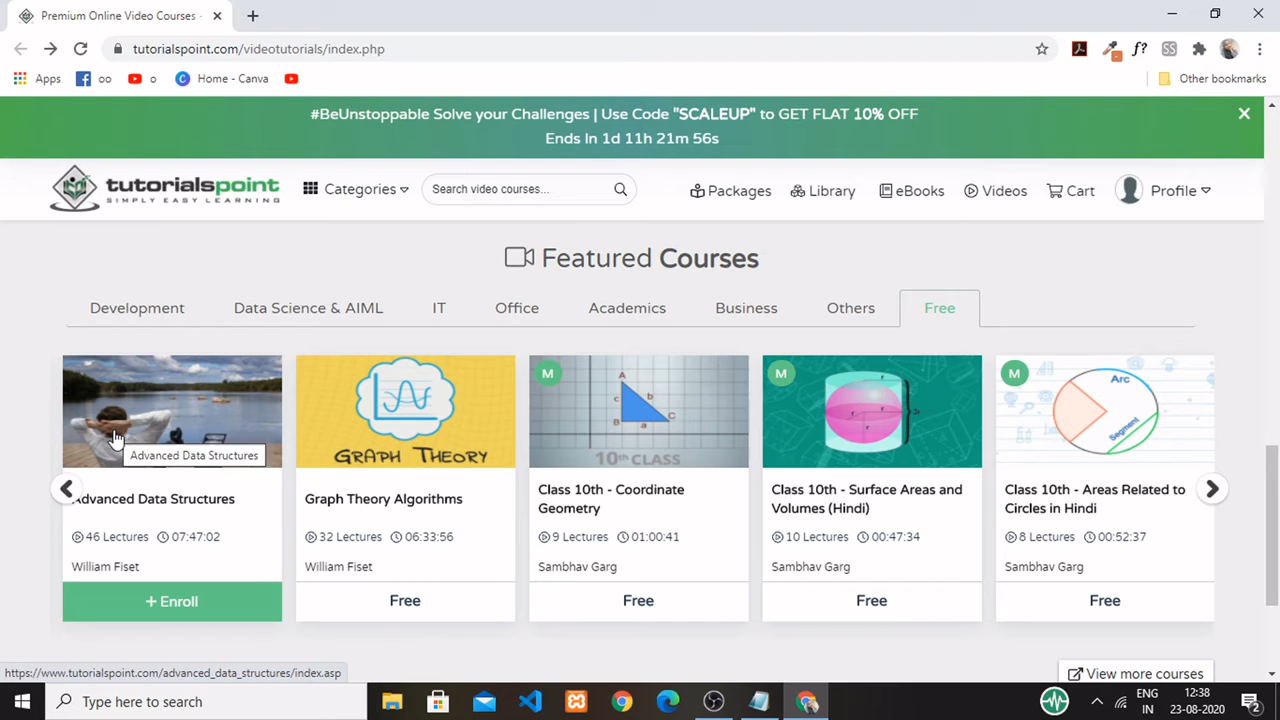 Premium Online Video Courses -
tutorialspoint.com/videotutorials/index.php
f?
SS
Apps
oo
o
Home - Canva
Other bookmarks
#BeUnstoppable Solve your Challenges | Use Code "SCALEUP" to GET FLAT 10% OFF
Ends In 1d 11h 21m 56s
tutorialspoint
SIMPLY EASY LEARNING
Categories
Search video courses...
Packages
Library
eBooks
Videos
Cart
Profile
Featured Courses
Development
Data Science & AIML
IT
Office
Academics
Business
Others
Free
Advanced Data Structures
Advanced Data Structures
46 Lectures 07:47:02
William Fiset
+ Enroll
GRAPH THEORY
Graph Theory Algorithms
32 Lectures 06:33:56
William Fiset
Free
M
A
c b
B a C
10th CLASS
Class 10th - Coordinate
Geometry
9 Lectures 01:00:41
Sambhav Garg
Free
M
Class 10th - Surface Areas and
Volumes (Hindi)
10 Lectures 00:47:34
Sambhav Garg
Free
M
Arc
Segment
Class 10th - Areas Related to
Circles in Hindi
8 Lectures 00:52:37
Sambhav Garg
Free
View more courses
https://www.tutorialspoint.com/advanced_data_structures/index.asp
Type here to search
ENG
IN
12:38
23-08-2020
2